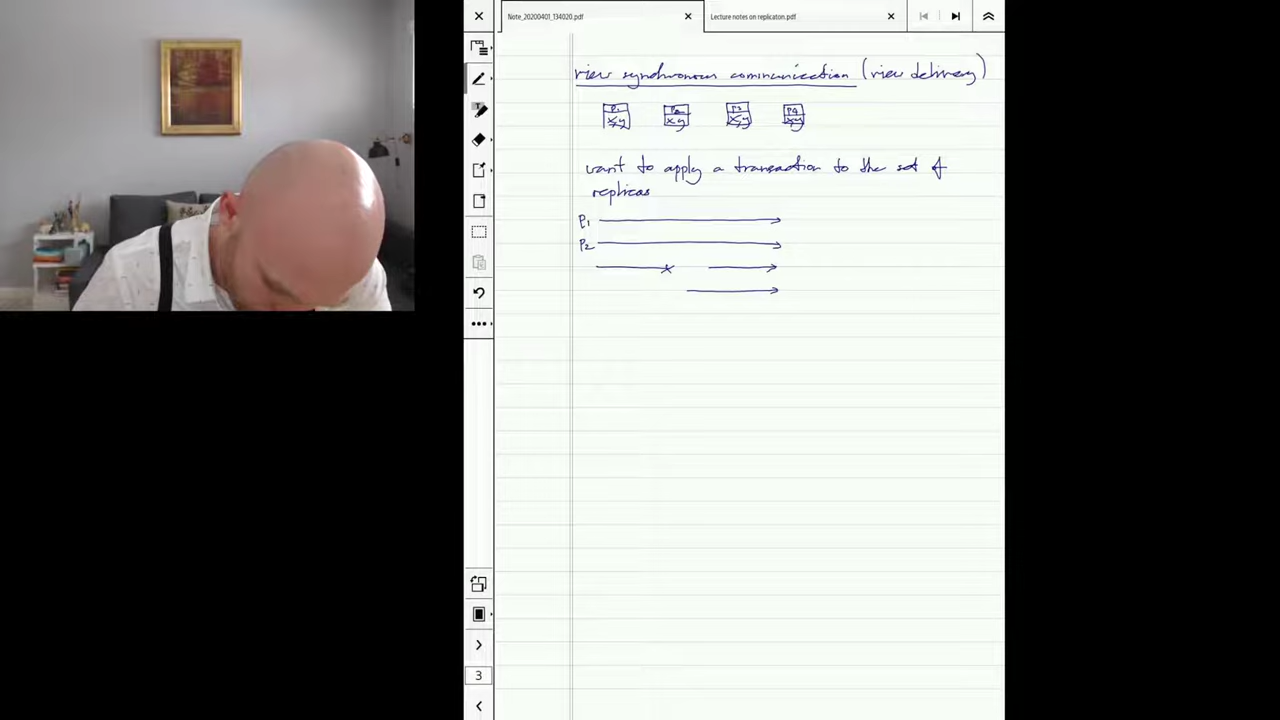 Note_20200401_134020.pdf
Lecture notes on replicaton.pdf
view synchronous communication (view delivery)
P1 P2 P3 P4
x,y x,y x,y x,y
want to apply a transaction to the set of
replicas
P1
P2
3